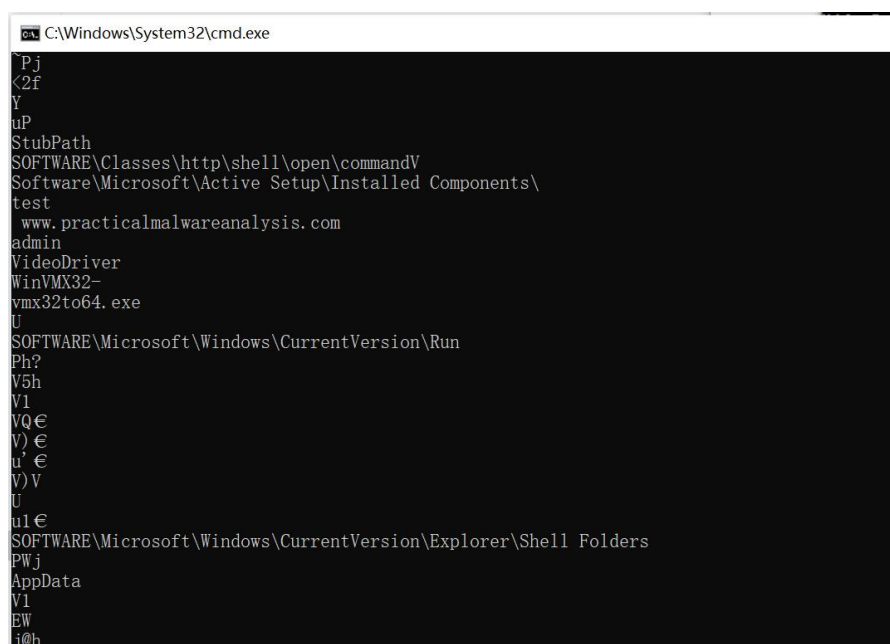 C:\Windows\System32\cmd.exe
~Pj
<2f
Y
uP
StubPath
SOFTWARE\Classes\http\shell\open\commandV
Software\Microsoft\Active Setup\Installed Components\
test
 www.practicalmalwareanalysis.com
admin
VideoDriver
WinVMX32-
vmx32to64.exe
U
SOFTWARE\Microsoft\Windows\CurrentVersion\Run
Ph?
V5h
V1
VQ€
V)€
u'€
V)V
U
u1€
SOFTWARE\Microsoft\Windows\CurrentVersion\Explorer\Shell Folders
PWj
AppData
V1
EW
j@h